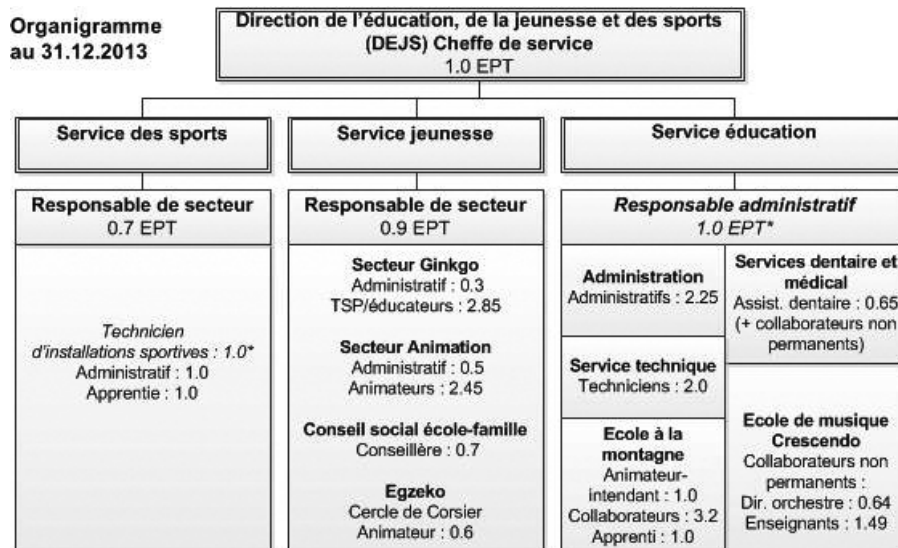 Organigramme
au 31.12.2013
Direction de l'éducation, de la jeunesse et des sports
(DEJS) Cheffe de service
1.0 EPT
Service des sports
Responsable de secteur
0.7 EPT
Technicien
d'installations sportives : 1.0*
Administratif : 1.0
Apprentie : 1.0
Service jeunesse
Responsable de secteur
0.9 EPT
Secteur Ginkgo
Administratif : 0.3
TSP/éducateurs : 2.85
Secteur Animation
Administratif : 0.5
Animateurs : 2.45
Conseil social école-famille
Conseillère : 0.7
Egzeko
Cercle de Corsier
Animateur : 0.6
Service éducation
Responsable administratif
1.0 EPT*
Administration
Administratifs : 2.25
Service technique
Techniciens : 2.0
Ecole à la
montagne
Animateur-
intendant : 1.0
Collaborateurs : 3.2
Apprenti : 1.0
Services dentaire et
médical
Assist. dentaire : 0.65
(+ collaborateurs non
permanents)
Ecole de musique
Crescendo
Collaborateurs non
permanents :
Dir. orchestre : 0.64
Enseignants : 1.49